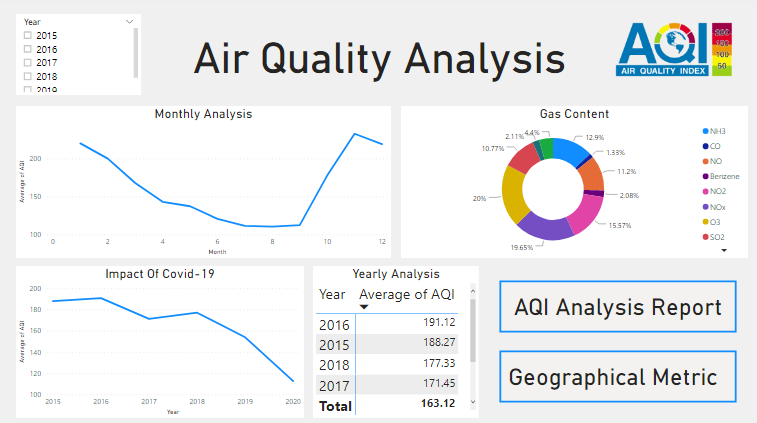 Year
2015
2016
2017
2018
2019
Air Quality Analysis
AQI
AIR QUALITY INDEX
200
100
50
Monthly Analysis
Average of AQI
200
150
100
0 2 4 6 8 10 12
Month
Gas Content
4.4%
2.11%
10.77%
20%
19.65%
15.57%
2.08%
11.2%
1.33%
12.9%
NH3
CO
NO
Benzene
NO2
NOx
O3
SO2
Impact Of Covid-19
Average of AQI
200
180
160
140
120
100
2015 2016 2017 2018 2019 2020
Year
Yearly Analysis
Year Average of AQI
2016 191.12
2015 188.27
2018 177.33
2017 171.45
Total 163.12
AQI Analysis Report
Geographical Metric